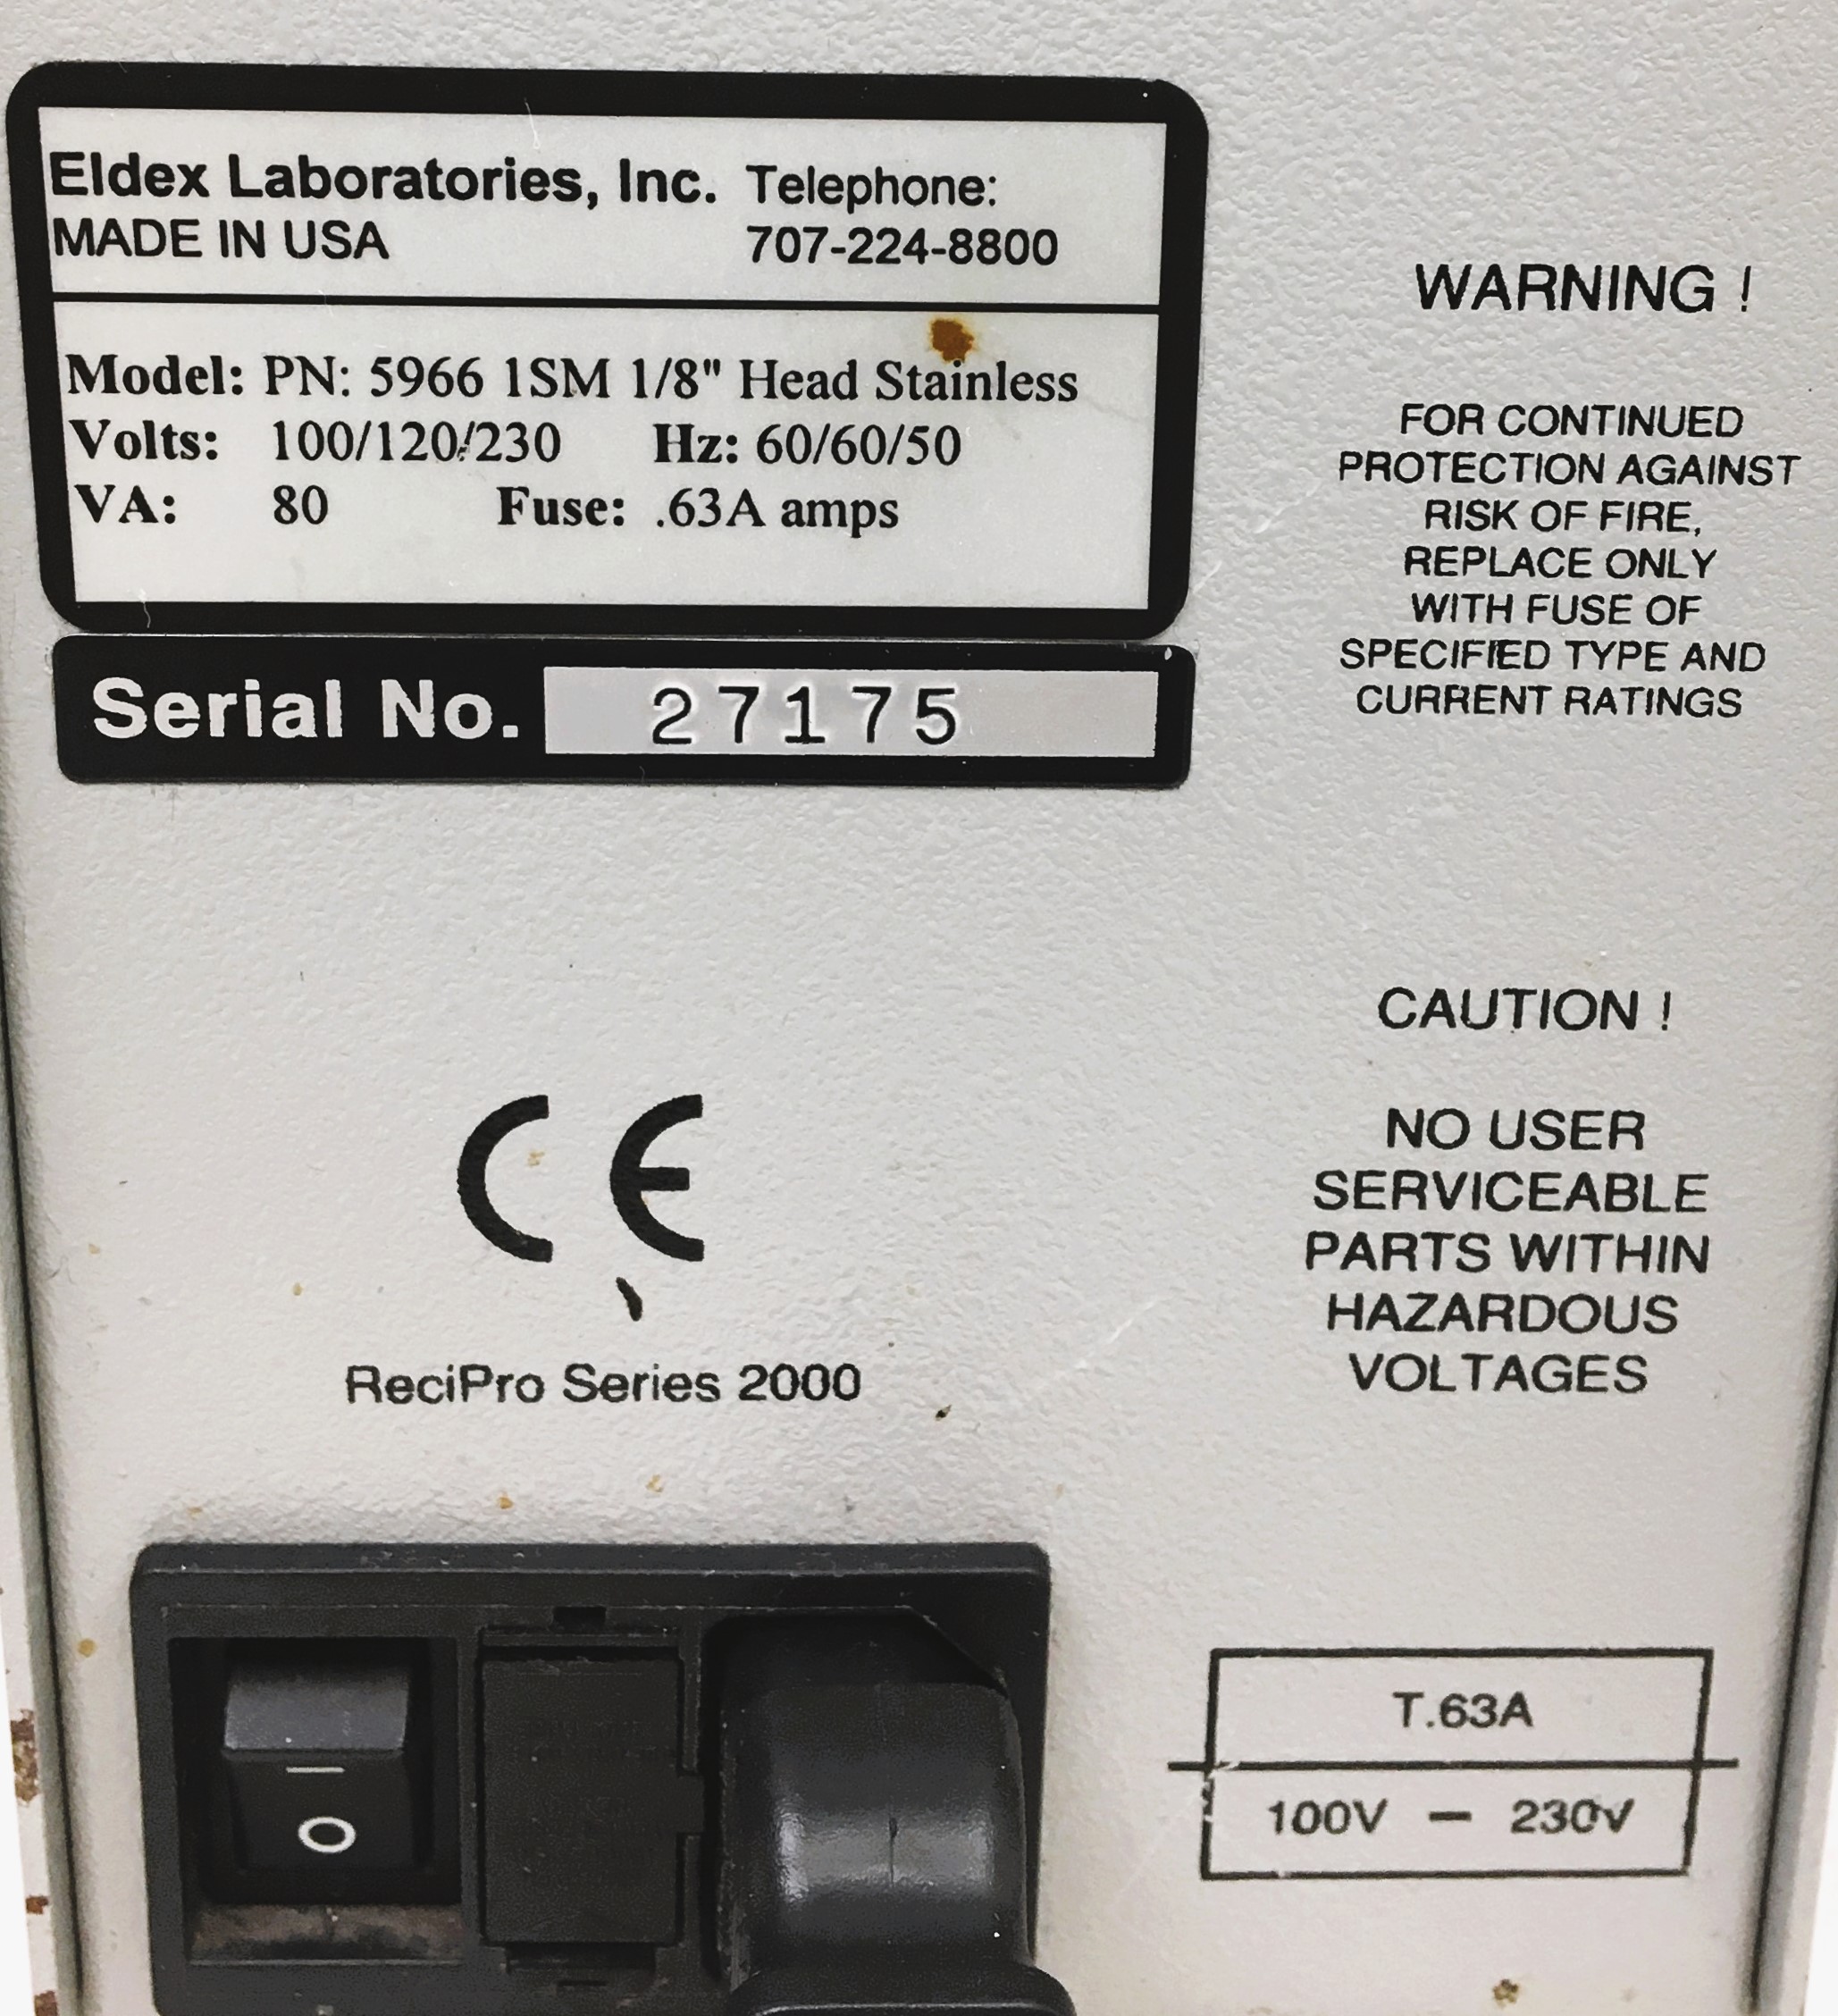 Eldex Laboratories, Inc. Telephone:
MADE IN USA 707-224-8800
Model: PN: 5966 1SM 1/8" Head Stainless
Volts: 100/120/230 Hz: 60/60/50
VA: 80 Fuse: .63A amps
Serial No. 27175
WARNING !
FOR CONTINUED
PROTECTION AGAINST
RISK OF FIRE,
REPLACE ONLY
WITH FUSE OF
SPECIFIED TYPE AND
CURRENT RATINGS
CAUTION !
NO USER
SERVICEABLE
PARTS WITHIN
HAZARDOUS
VOLTAGES
CE
ReciPro Series 2000
T.63A
100V — 230V